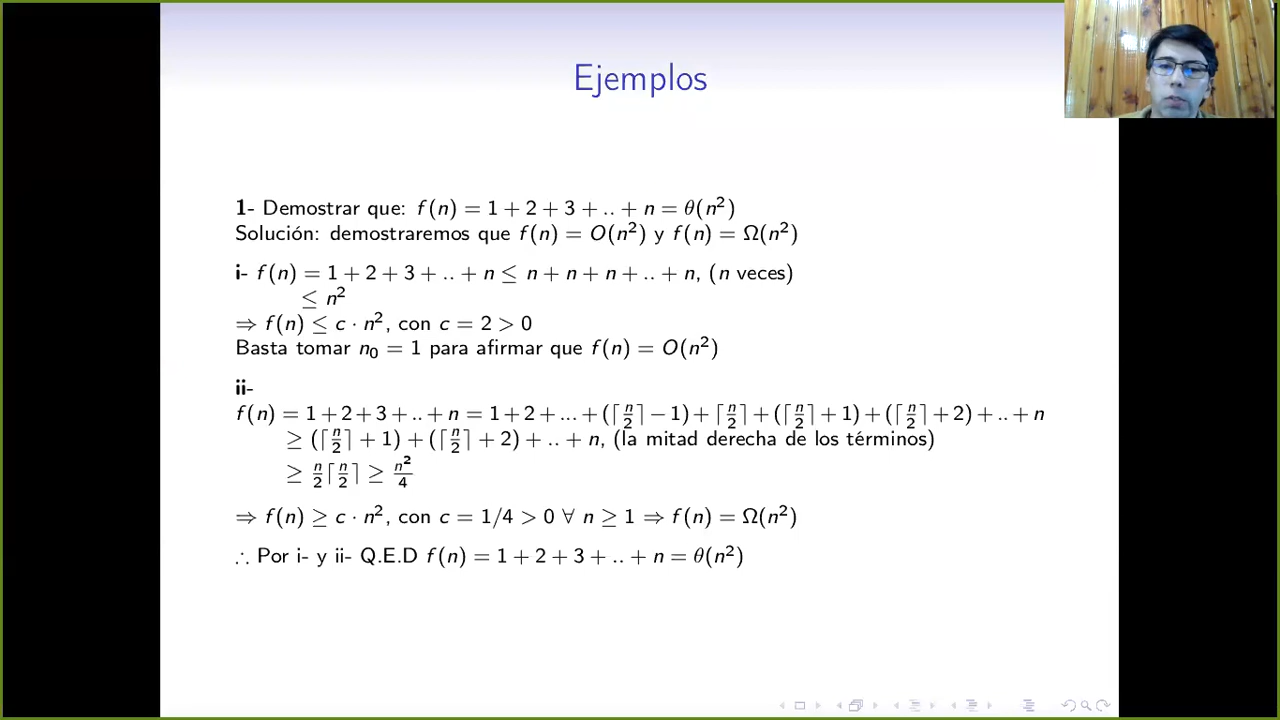 Ejemplos
1- Demostrar que: f(n) = 1 + 2 + 3 + .. + n = θ(n²)
Solución: demostraremos que f(n) = O(n²) y f(n) = Ω(n²)
i- f(n) = 1 + 2 + 3 + .. + n ≤ n + n + n + .. + n, (n veces)
≤ n²
⇒ f(n) ≤ c · n², con c = 2 > 0
Basta tomar n₀ = 1 para afirmar que f(n) = O(n²)
ii-
f(n) = 1 + 2 + 3 + .. + n = 1 + 2 + ... + (⌈n/2⌉ − 1) + ⌈n/2⌉ + (⌈n/2⌉ + 1) + (⌈n/2⌉ + 2) + .. + n
≥ (⌈n/2⌉ + 1) + (⌈n/2⌉ + 2) + .. + n, (la mitad derecha de los términos)
≥ n/2⌈n/2⌉ ≥ n²/4
⇒ f(n) ≥ c · n², con c = 1/4 > 0 ∀ n ≥ 1 ⇒ f(n) = Ω(n²)
∴ Por i- y ii- Q.E.D f(n) = 1 + 2 + 3 + .. + n = θ(n²)